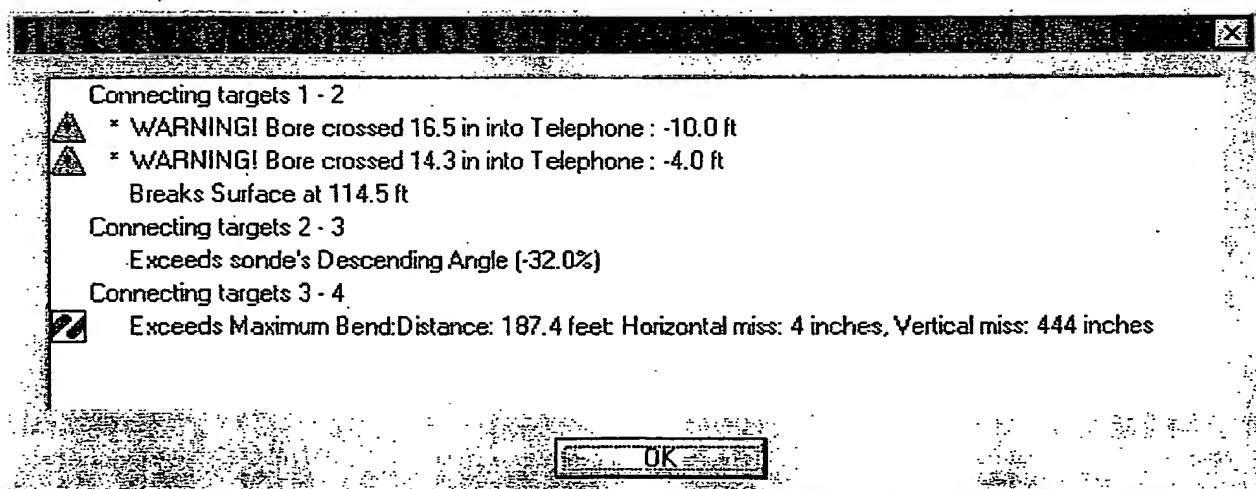 Connecting targets 1 - 2
* WARNING! Bore crossed 16.5 in into Telephone : -10.0 ft
* WARNING! Bore crossed 14.3 in into Telephone : -4.0 ft
Breaks Surface at 114.5 ft
Connecting targets 2 - 3
Exceeds sonde's Descending Angle (-32.0%)
Connecting targets 3 - 4
Exceeds Maximum Bend:Distance: 187.4 feet: Horizontal miss: 4 inches, Vertical miss: 444 inches
OK